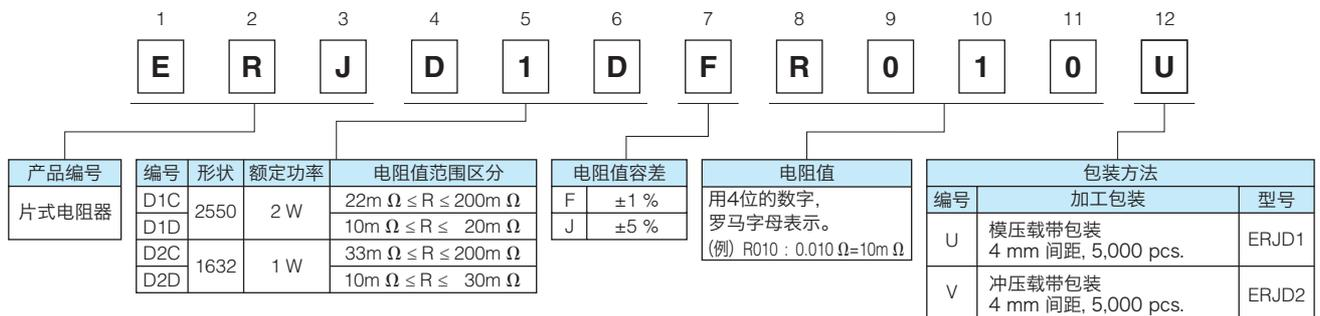 1 2 3 4 5 6 7 8 9 10 11 12
E R J D 1 D F R 0 1 0 U
产品编号
片式电阻器
编号 形状 额定功率 电阻值范围区分
D1C 2550 2 W 22m Ω ≤ R ≤ 200m Ω
D1D 10m Ω ≤ R ≤ 20m Ω
D2C 1632 1 W 33m Ω ≤ R ≤ 200m Ω
D2D 10m Ω ≤ R ≤ 30m Ω
电阻值容差
F ±1 %
J ±5 %
电阻值
用4位的数字,
罗马字母表示。
(例) R010 : 0.010 Ω=10m Ω
包装方法
编号 加工包装 型号
U 模压载带包装 ERJD1
4 mm 间距, 5,000 pcs.
V 冲压载带包装 ERJD2
4 mm 间距, 5,000 pcs.